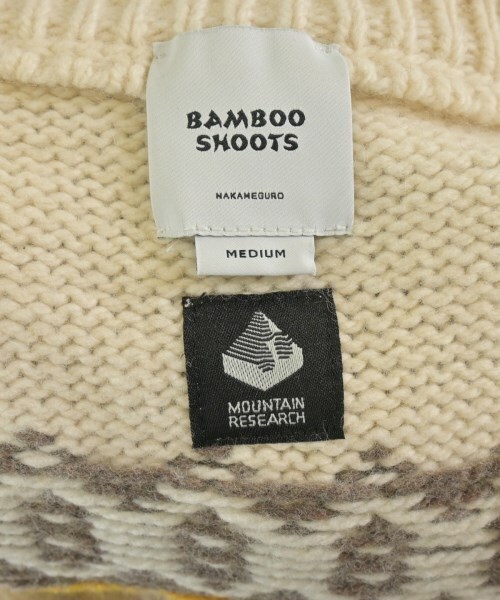 BAMBOO
SHOOTS
NAKAMEGURO
MEDIUM
MOUNTAIN
RESEARCH